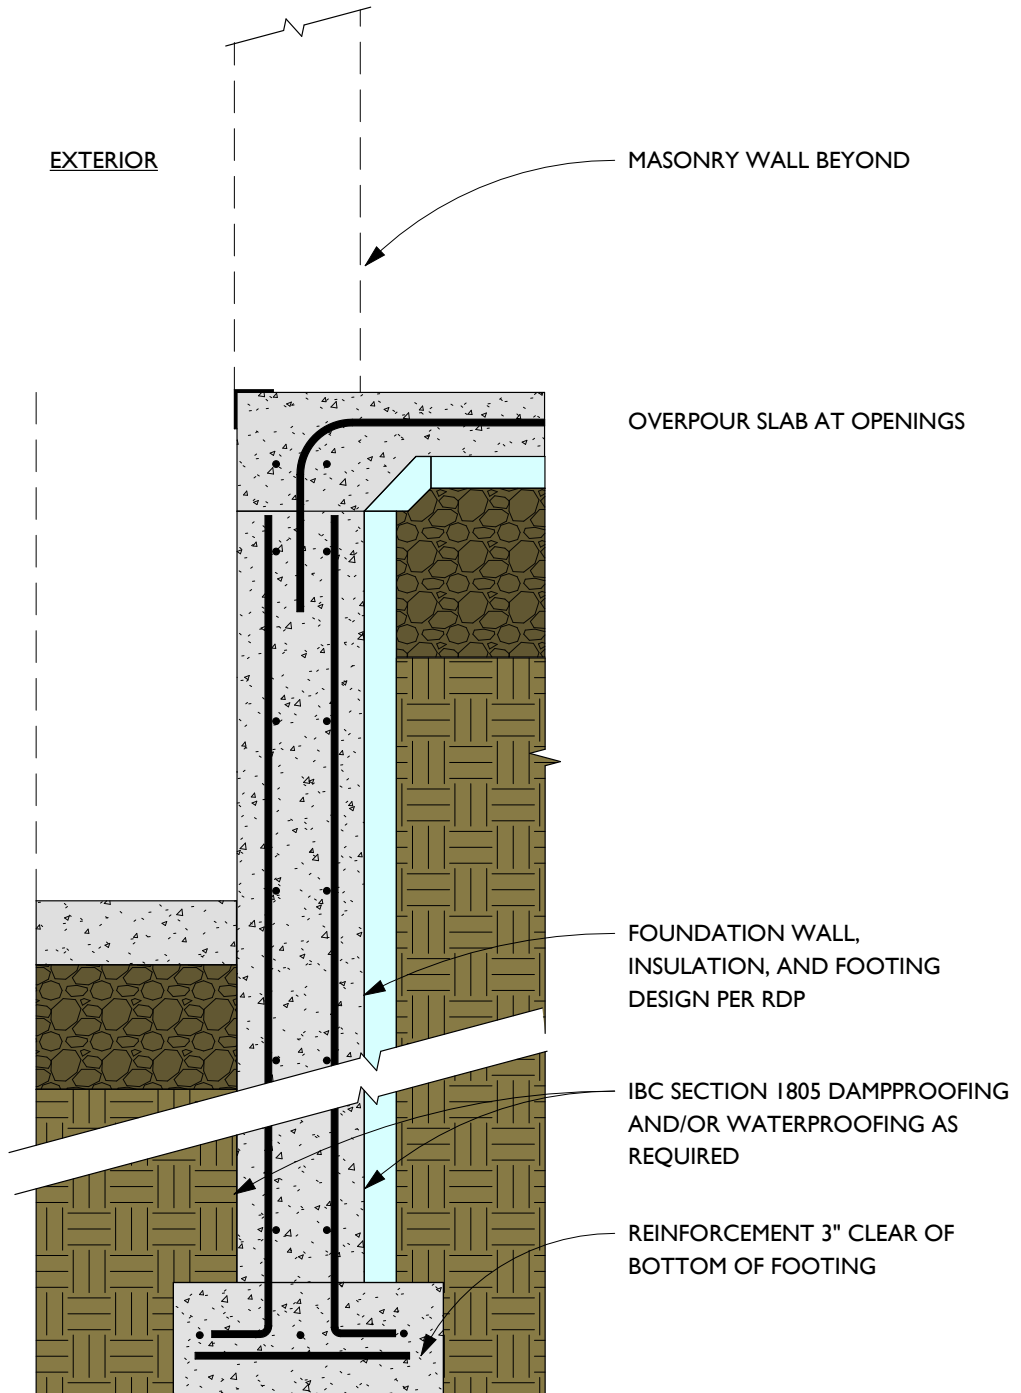 EXTERIOR
MASONRY WALL BEYOND
OVERPOUR SLAB AT OPENINGS
FOUNDATION WALL,
INSULATION, AND FOOTING
DESIGN PER RDP
IBC SECTION 1805 DAMPPROOFING
AND/OR WATERPROOFING AS
REQUIRED
REINFORCEMENT 3" CLEAR OF
BOTTOM OF FOOTING